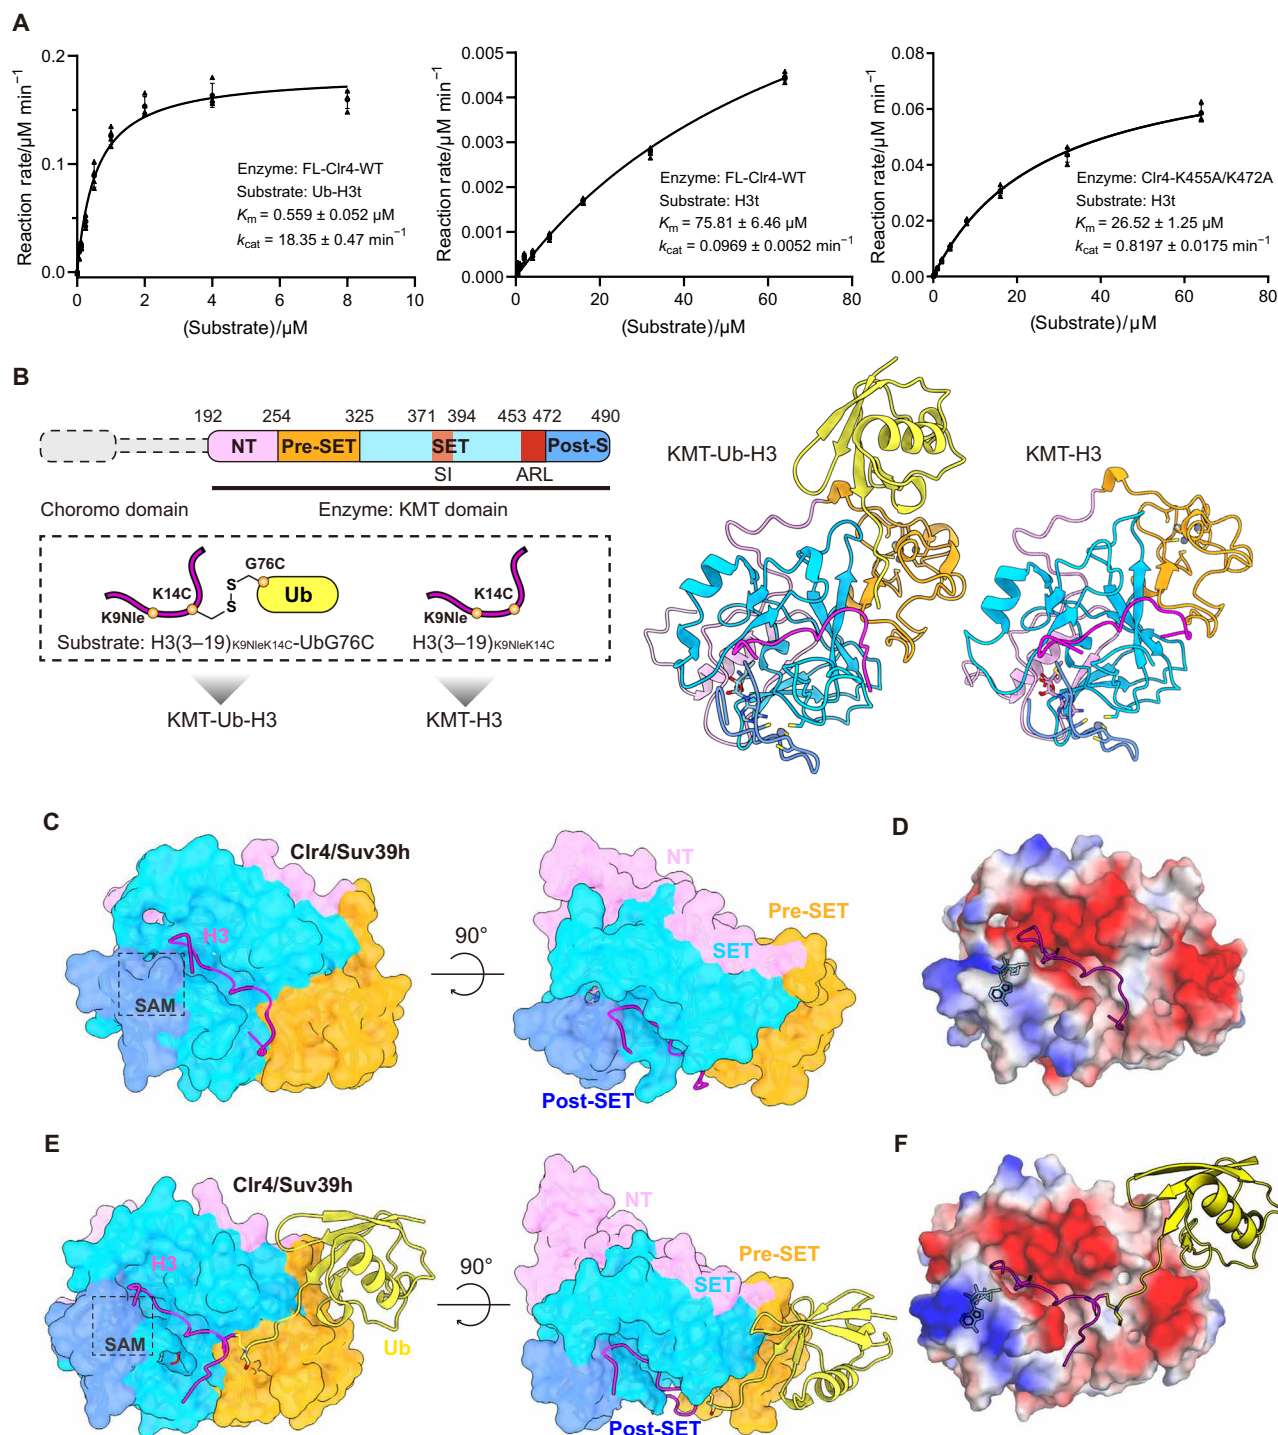 A
0.2
0.1
0.0
0
2
4
6
8
10
Reaction rate/µM min⁻¹
(Substrate)/µM
Enzyme: FL-Clr4-WT
Substrate: Ub-H3t
Km = 0.559 ± 0.052 µM
kcat = 18.35 ± 0.47 min⁻¹
0.005
0.004
0.003
0.002
0.001
0.000
0
20
40
60
80
Reaction rate/µM min⁻¹
(Substrate)/µM
Enzyme: FL-Clr4-WT
Substrate: H3t
Km = 75.81 ± 6.46 µM
kcat = 0.0969 ± 0.0052 min⁻¹
0.08
0.06
0.04
0.02
0.00
0
20
40
60
80
Reaction rate/µM min⁻¹
(Substrate)/µM
Enzyme: Clr4-K455A/K472A
Substrate: H3t
Km = 26.52 ± 1.25 µM
kcat = 0.8197 ± 0.0175 min⁻¹
B
192 254 325 371 394 453 472 490
NT Pre-SET SET Post-S
SI ARL
Choromo domain Enzyme: KMT domain
G76C
K14C S
S
Ub
K9Nle
Substrate: H3(3–19)K9NleK14C-UbG76C
K14C
K9Nle
H3(3–19)K9NleK14C
KMT-Ub-H3
KMT-H3
KMT-Ub-H3
KMT-H3
C
Clr4/Suv39h
H3
SAM
90°
NT
Pre-SET
SET
Post-SET
D
E
Clr4/Suv39h
H3
SAM
Ub
90°
NT
Pre-SET
SET
Post-SET
F